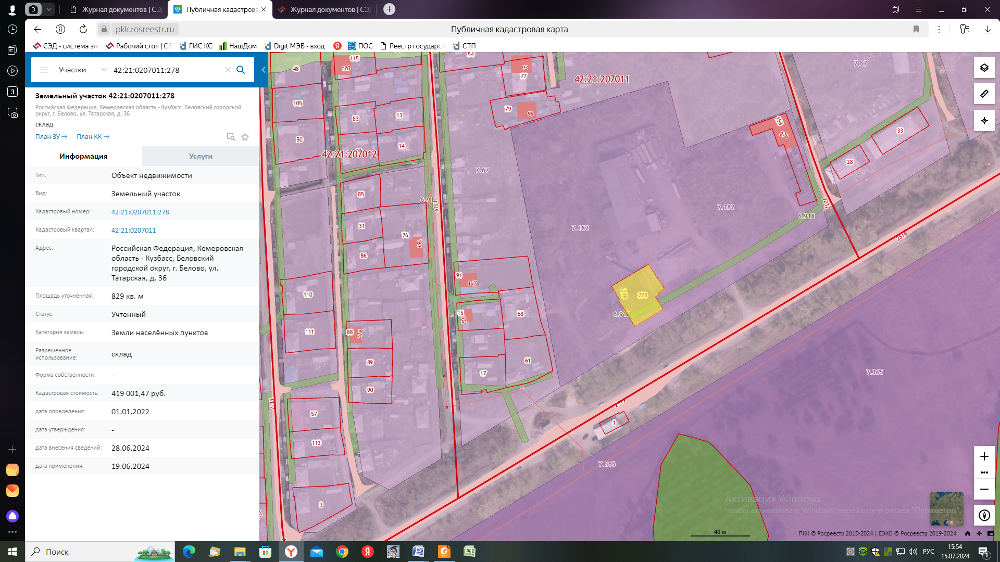 3
Журнал документов | СЭД
Публичная кадастрова
Журнал документов | СЭД
pkk.rosreestr.ru
Публичная кадастровая карта
СЭД - система эле
Рабочий стол | СЭ
ГИС КС
НашДом
Digit МЭВ - вход
ПОС
Реестр государст
СТП
3
Участки
42:21:0207011:278
Земельный участок 42:21:0207011:278
Российская Федерация, Кемеровская область - Кузбасс, Беловский городской
округ, г. Белово, ул. Татарская, д. 36
склад
План ЗУ →
План КК →
Информация
Услуги
Тип:
Объект недвижимости
Вид:
Земельный участок
Кадастровый номер:
42:21:0207011:278
Кадастровый квартал:
42:21:0207011
Адрес:
Российская Федерация, Кемеровская
область - Кузбасс, Беловский
городской округ, г. Белово, ул.
Татарская, д. 36
Площадь уточненная:
829 кв. м
Статус:
Учтенный
Категория земель:
Земли населённых пунктов
Разрешенное
использование:
склад
Форма собственности:
-
Кадастровая стоимость:
419 001,47 руб.
дата определения:
01.01.2022
дата утверждения:
-
дата внесения сведений:
28.06.2024
дата применения:
19.06.2024
48
115
120
54
93
77
42:21:207011
7.67
105
83
13
79
96
158
276
33
50
14
42:21:207012
28
7.67
85
6.91
1319
7.182
1237
6.918
31
7.182
76
194
2519
86
91
147
110
278
278
15
102
58
6.918
111
88
119
89
61
17
7.365
90
1317
57
2519
1
113
7.365
3
40 м
Активация Windows
Чтобы активировать Windows, перейдите в раздел "Параметры".
ПКК © Росреестр 2010-2024 | ЕЭКО © Росреестр 2019-2024
Поиск
РУС
15:54
15.07.2024
1